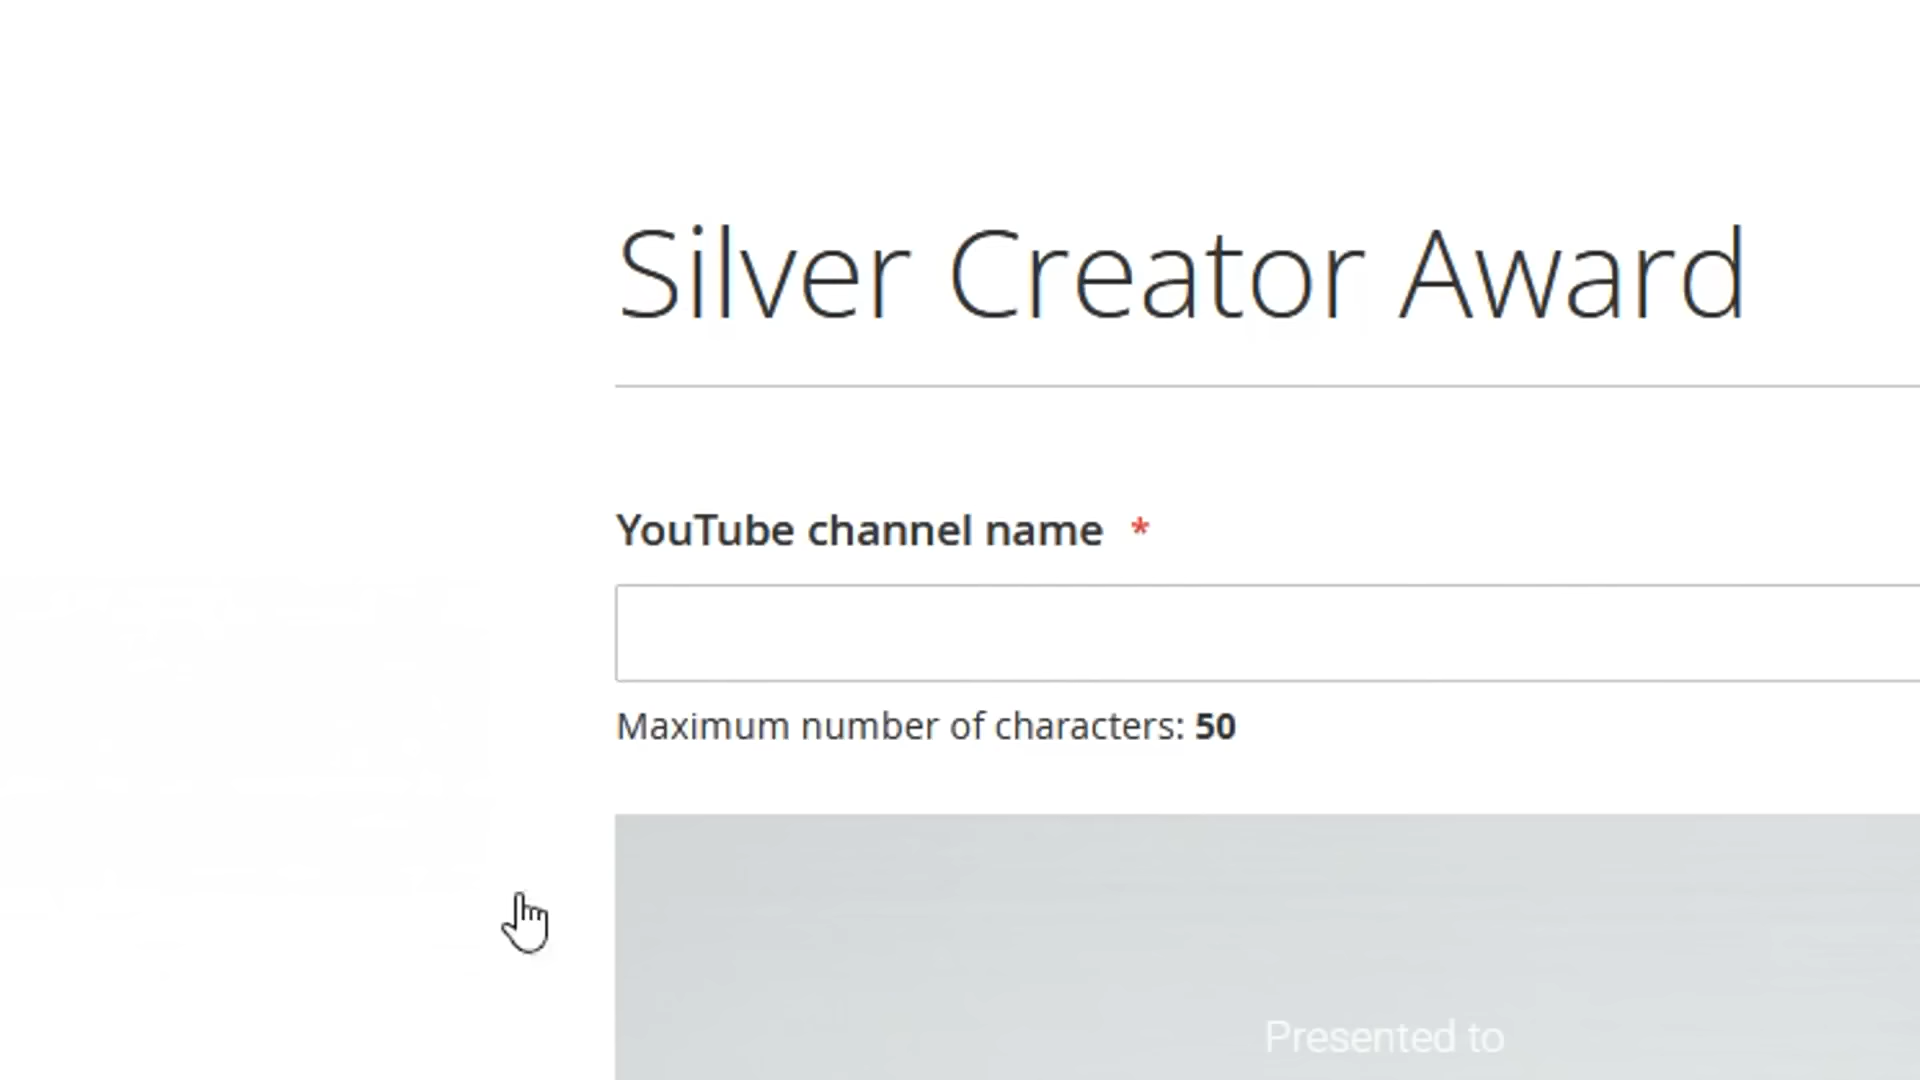 Silver Creator Award
YouTube channel name *
Maximum number of characters: 50
Presented to